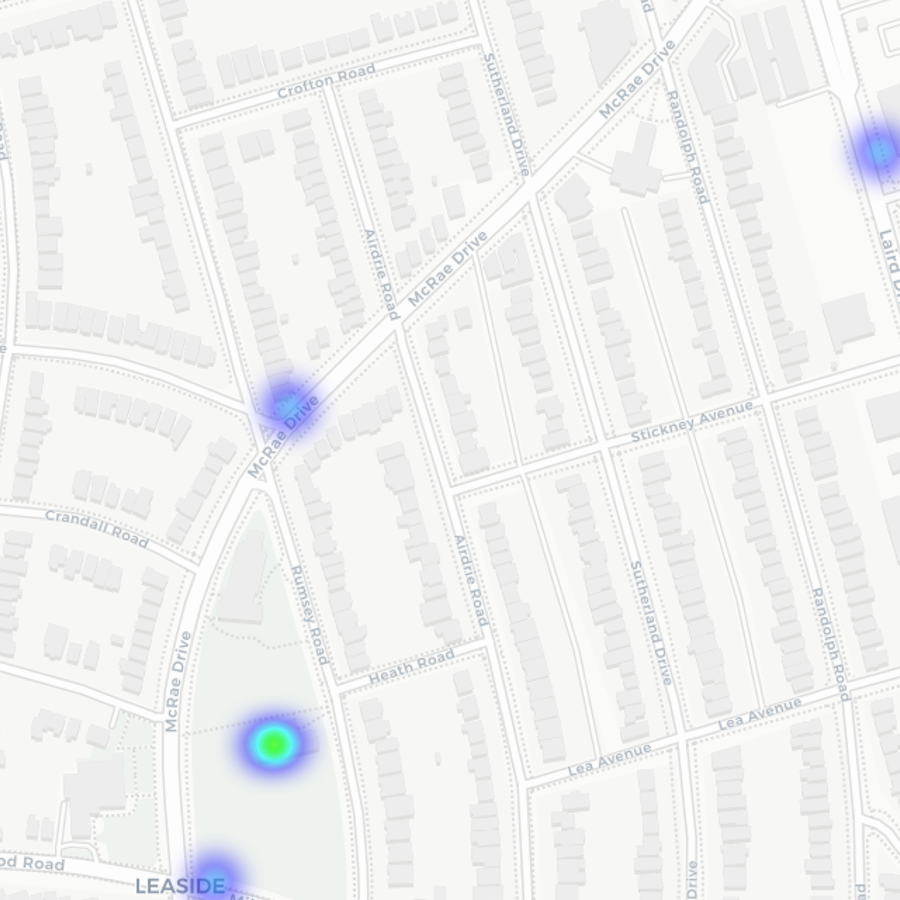 Crofton Road
Sutherland Drive
McRae Drive
Randolph Road
Airdrie Road
McRae Drive
Laird D
McRae Drive
Stickney Avenue
Crandall Road
Airdrie Road
Rumsey Road
Sutherland Drive
Randolph Road
McRae Drive
Heath Road
Lea Avenue
Lea Avenue
od Road
LEASIDE
Drive